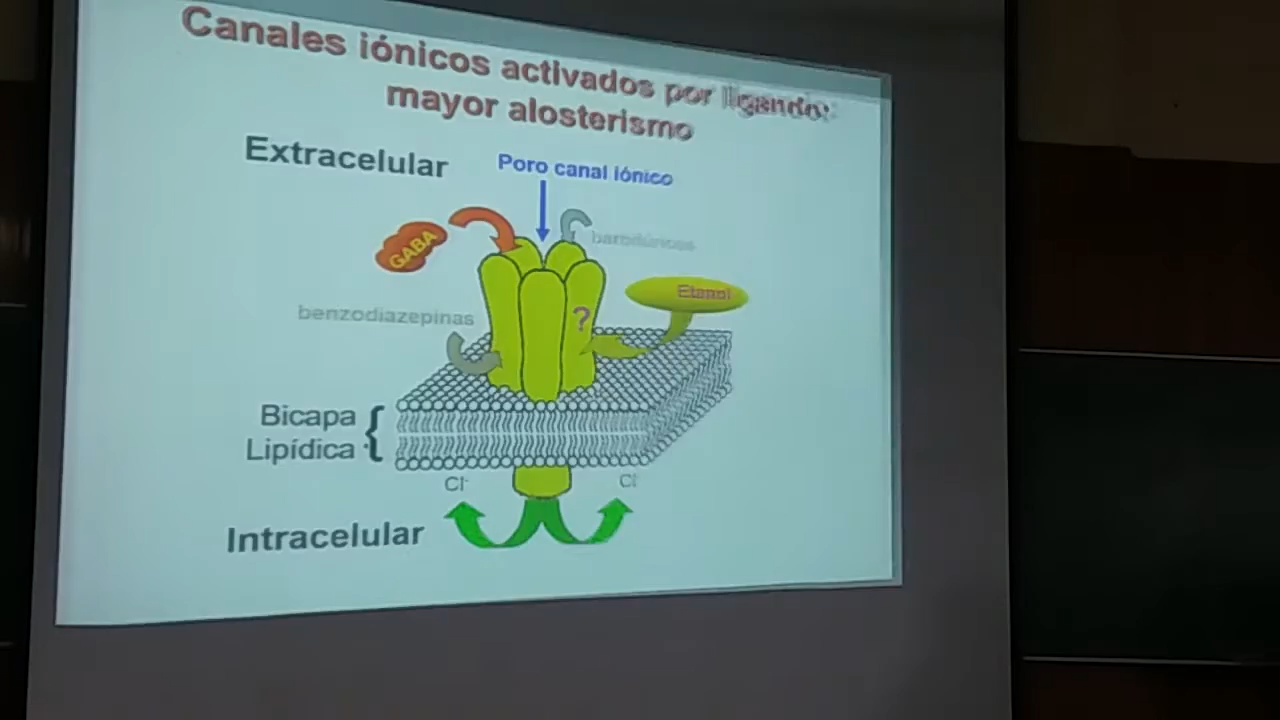 Canales iónicos activados por ligando:
mayor alosterismo
Extracelular
Poro canal iónico
GABA
benzodiazepinas
Etanol
?
Bicapa
Lipídica
{
Cl-
Cl
Intracelular